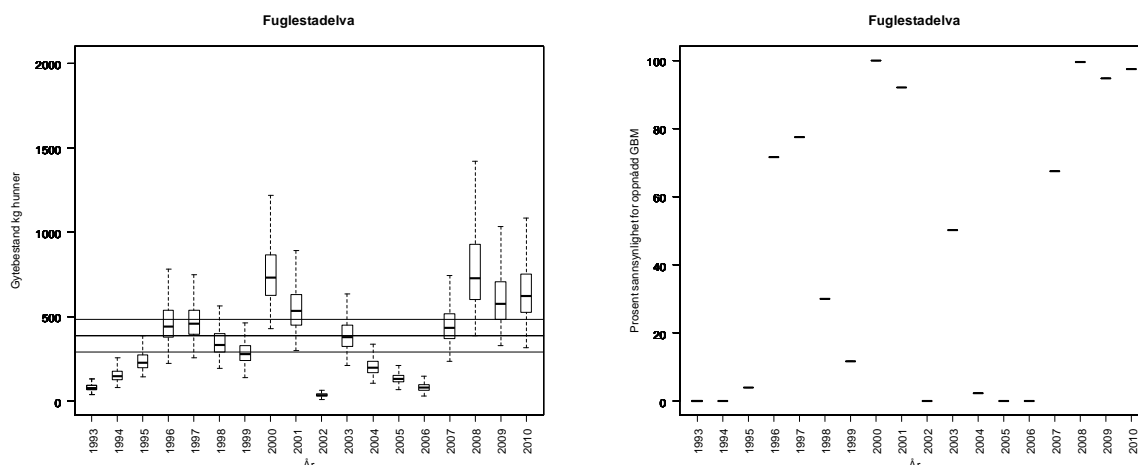 Fuglestadelva
Gytebestand kg hunner
2000
1500
1000
500
0
1993 1994 1995 1996 1997 1998 1999 2000 2001 2002 2003 2004 2005 2006 2007 2008 2009 2010
År
Fuglestadelva
Prosent sannsynlighet for oppnådd GBM
100
80
60
40
20
0
1993 1994 1995 1996 1997 1998 1999 2000 2001 2002 2003 2004 2005 2006 2007 2008 2009 2010
År